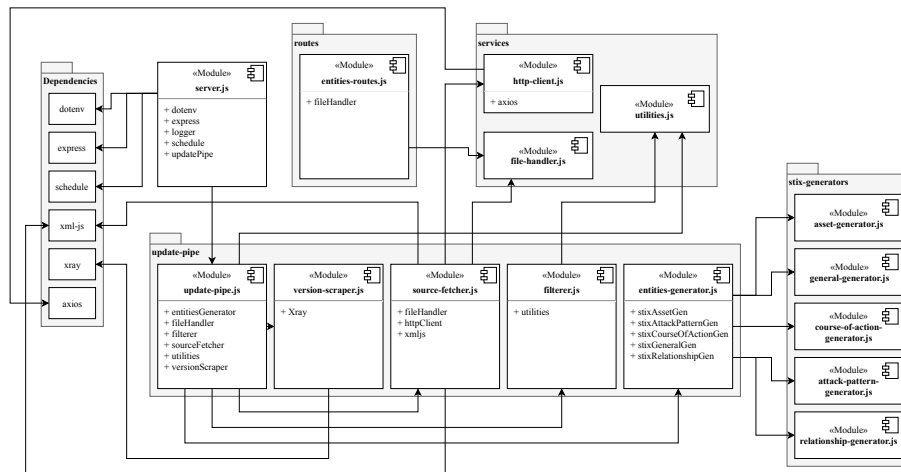 Dependencies
dotenv
express
schedule
xml-js
xray
axios
«Module»
server.js
+ dotenv
+ express
+ logger
+ schedule
+ updatePipe
routes
«Module»
entities-routes.js
+ fileHandler
services
«Module»
http-client.js
+ axios
«Module»
utilities.js
«Module»
file-handler.js
update-pipe
«Module»
update-pipe.js
+ entitiesGenerator
+ fileHandler
+ filterer
+ sourceFetcher
+ utilities
+ versionScraper
«Module»
version-scraper.js
+ Xray
«Module»
source-fetcher.js
+ fileHandler
+ httpClient
+ xmljs
«Module»
filterer.js
+ utilities
«Module»
entities-generator.js
+ stixAssetGen
+ stixAttackPatternGen
+ stixCourseOfActionGen
+ stixGeneralGen
+ stixRelationshipGen
stix-generators
«Module»
asset-generator.js
«Module»
general-generator.js
«Module»
course-of-action-
generator.js
«Module»
attack-pattern-
generator.js
«Module»
relationship-generator.js